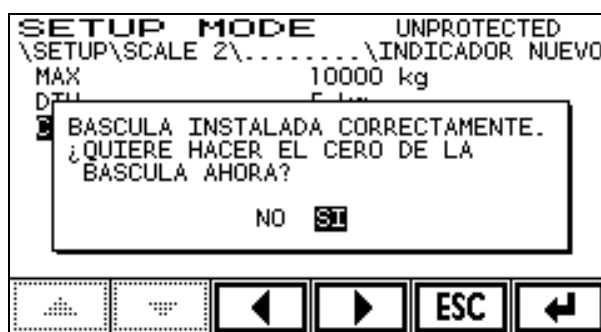 SETUP MODE UNPROTECTED
\SETUP\SCALE 2\........\INDICADOR NUEVO
MAX 10000 kg
BASCULA INSTALADA CORRECTAMENTE.
¿QUIERE HACER EL CERO DE LA
BASCULA AHORA?
NO SI
ESC